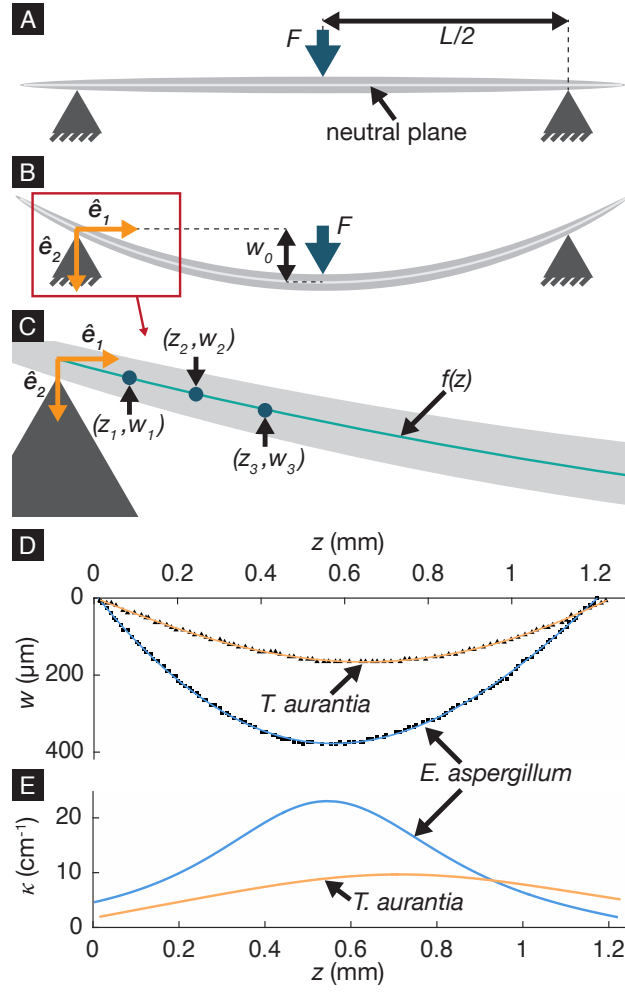 A
F
L/2
neutral plane
B
ê₁
ê₂
w₀
F
C
ê₁
ê₂
(z₂,w₂)
f(z)
(z₁,w₁)
(z₃,w₃)
D
z (mm)
0 0.2 0.4 0.6 0.8 1 1.2
0
200
400
w (μm)
T. aurantia
E. aspergillum
E
20
10
0
κ (cm⁻¹)
T. aurantia
0 0.2 0.4 0.6 0.8 1 1.2
z (mm)